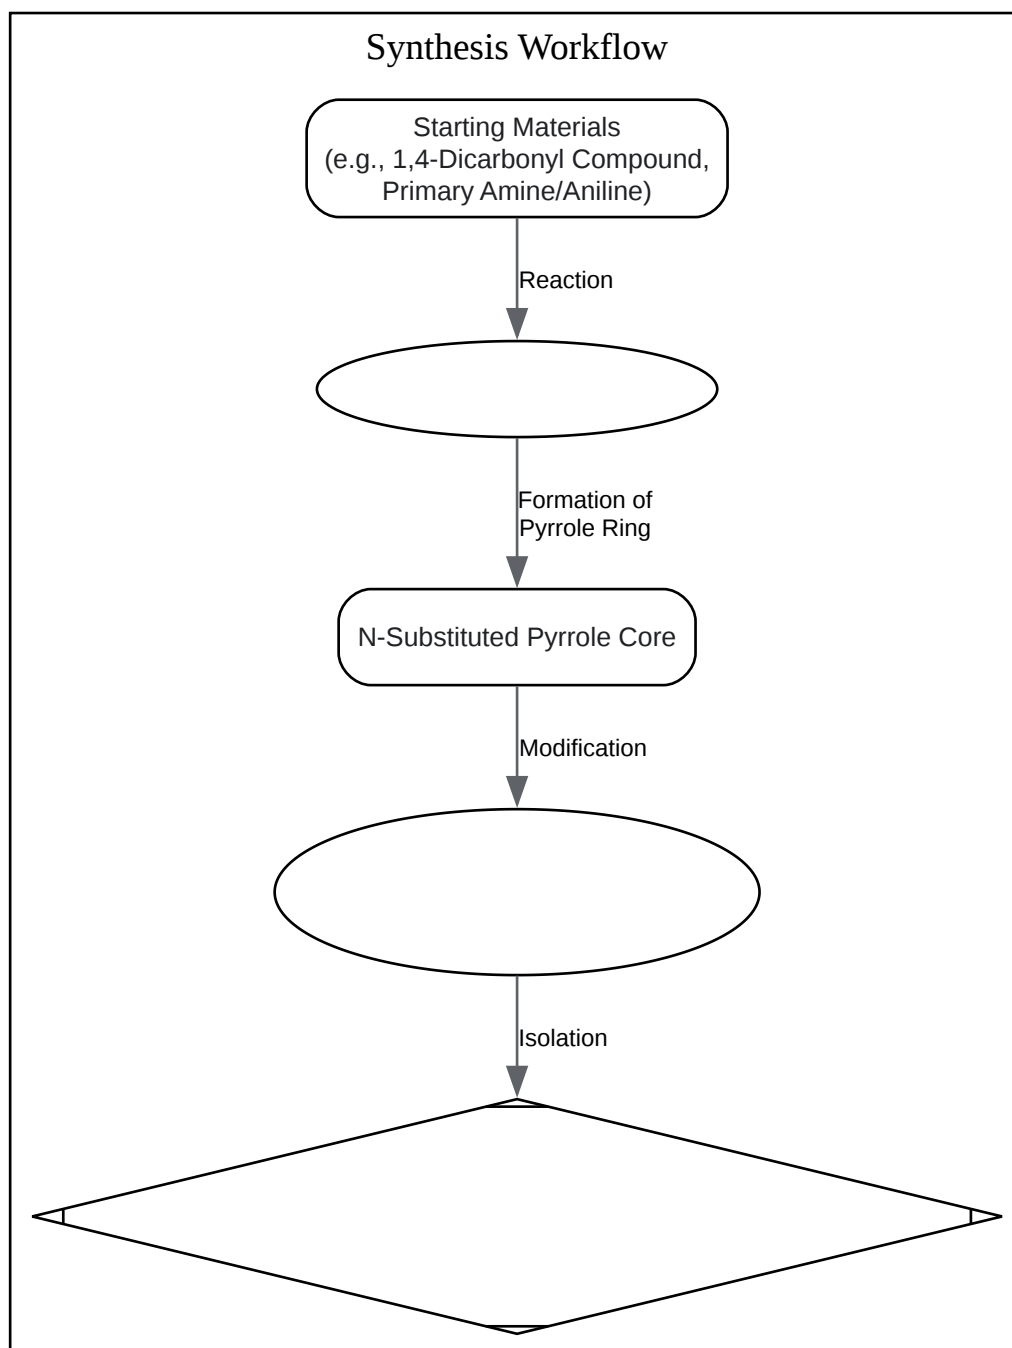 Synthesis Workflow
Starting Materials
(e.g., 1,4-Dicarbonyl Compound,
Primary Amine/Aniline)
Reaction
Formation of
Pyrrole Ring
N-Substituted Pyrrole Core
Modification
Isolation